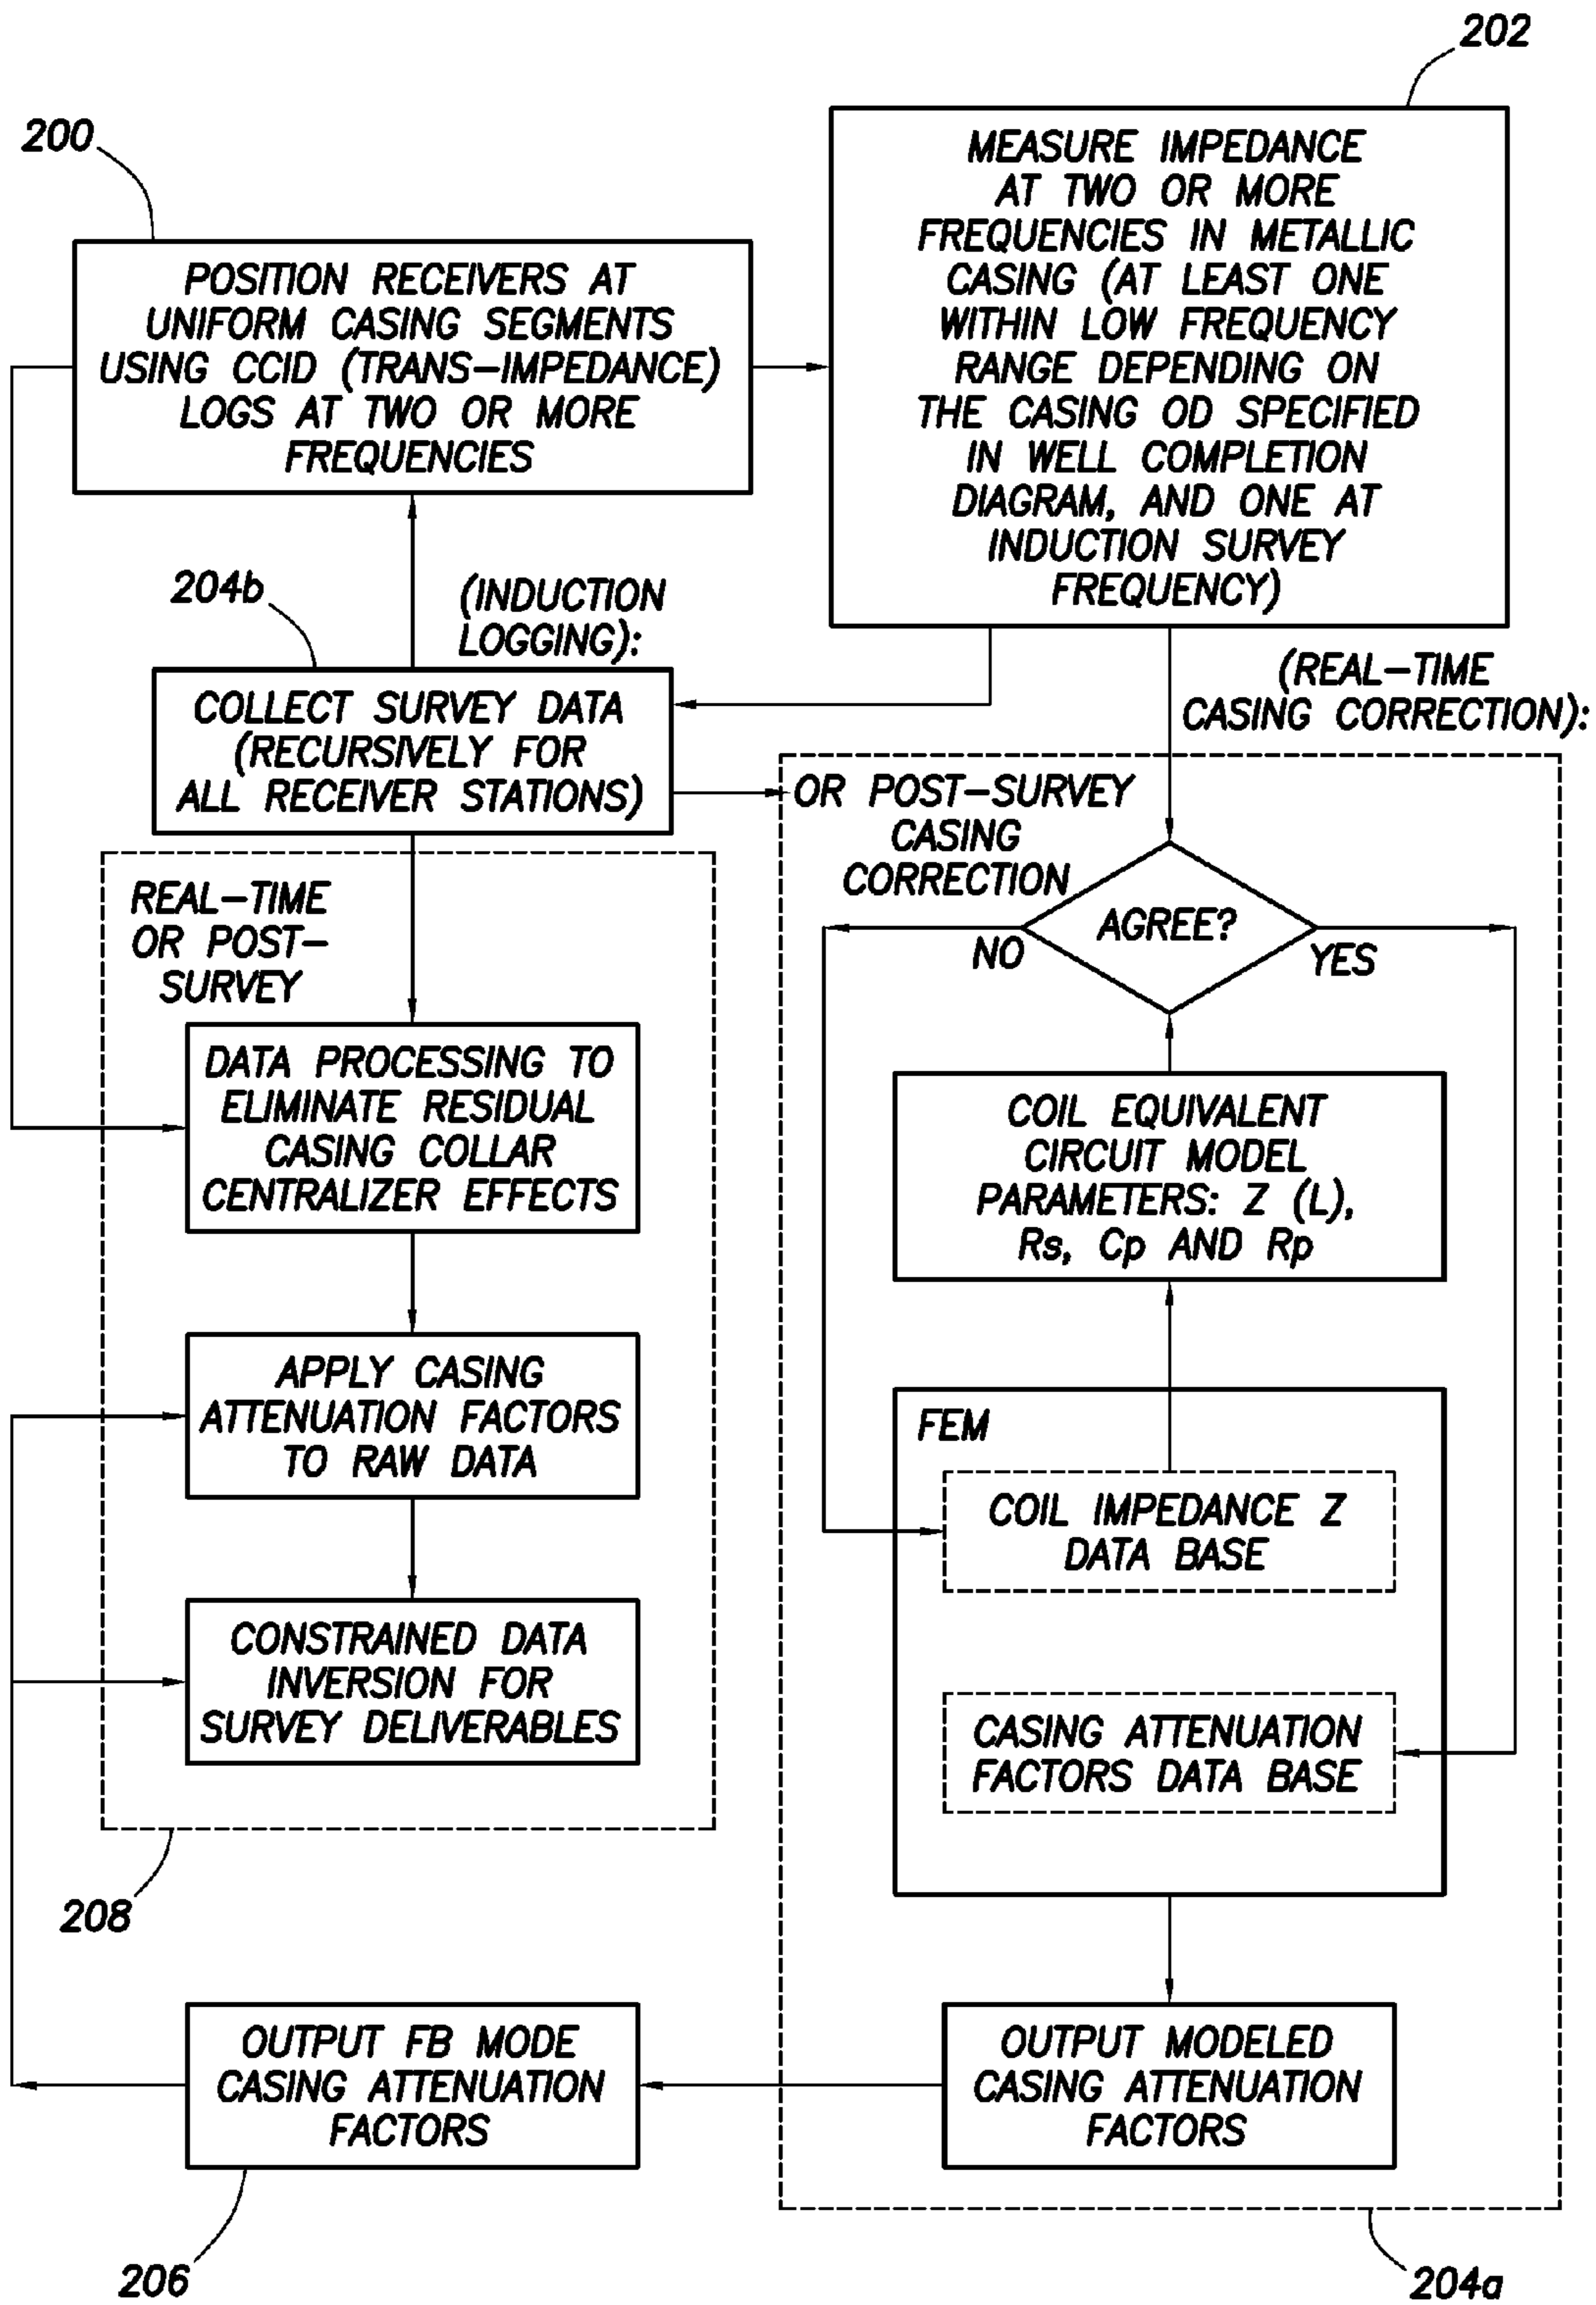 202
200
MEASURE IMPEDANCE
AT TWO OR MORE
FREQUENCIES IN METALLIC
CASING (AT LEAST ONE
WITHIN LOW FREQUENCY
RANGE DEPENDING ON
THE CASING OD SPECIFIED
IN WELL COMPLETION
DIAGRAM, AND ONE AT
INDUCTION SURVEY
FREQUENCY)
POSITION RECEIVERS AT
UNIFORM CASING SEGMENTS
USING CCID (TRANS-IMPEDANCE)
LOGS AT TWO OR MORE
FREQUENCIES
204b
(INDUCTION
LOGGING):
(REAL-TIME
CASING CORRECTION):
COLLECT SURVEY DATA
(RECURSIVELY FOR
ALL RECEIVER STATIONS)
OR POST-SURVEY
CASING
CORRECTION
REAL-TIME
OR POST-
SURVEY
AGREE?
NO
YES
DATA PROCESSING TO
ELIMINATE RESIDUAL
CASING COLLAR
CENTRALIZER EFFECTS
COIL EQUIVALENT
CIRCUIT MODEL
PARAMETERS: Z (L),
Rs, Cp AND Rp
APPLY CASING
ATTENUATION FACTORS
TO RAW DATA
FEM
COIL IMPEDANCE Z
DATA BASE
CONSTRAINED DATA
INVERSION FOR
SURVEY DELIVERABLES
CASING ATTENUATION
FACTORS DATA BASE
208
OUTPUT FB MODE
CASING ATTENUATION
FACTORS
OUTPUT MODELED
CASING ATTENUATION
FACTORS
206
204a